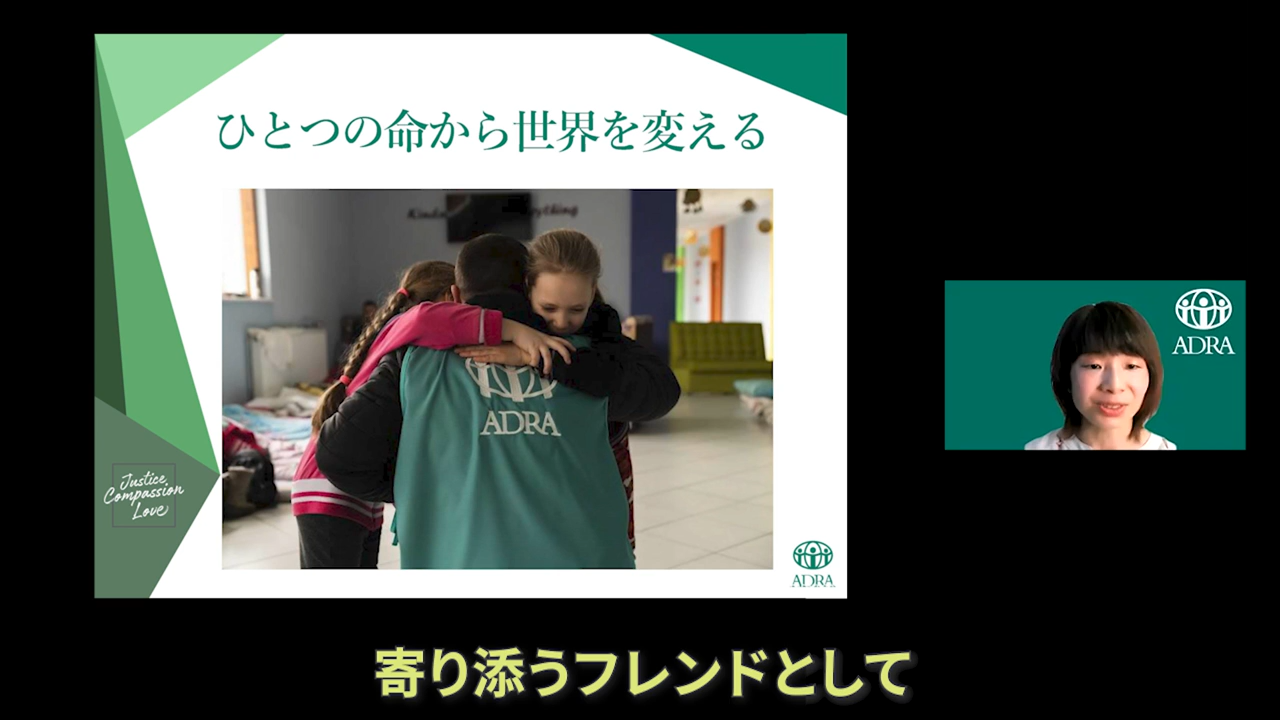 ひとつの命から世界を変える
ADRA
Justice
Compassion
Love
ADRA
ADRA
寄り添うフレンドとして